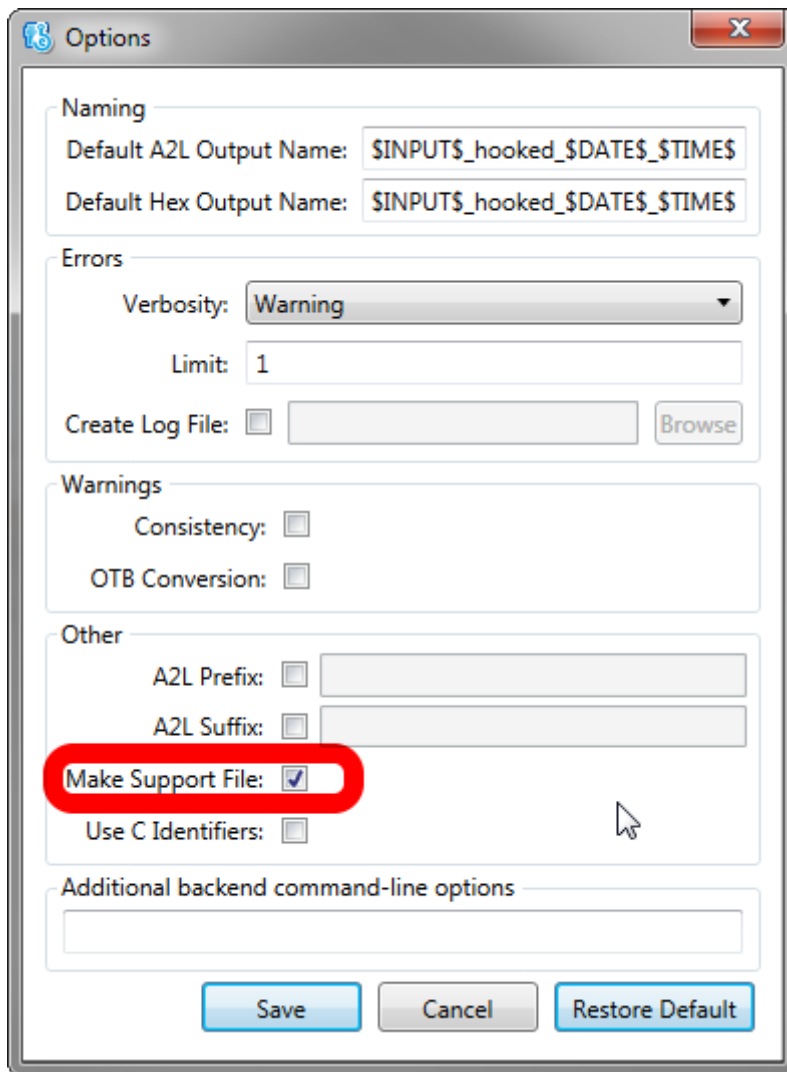 Options
Naming
Default A2L Output Name: $INPUT$_hooked_$DATE$_$TIME$
Default Hex Output Name: $INPUT$_hooked_$DATE$_$TIME$
Errors
Verbosity: Warning
Limit: 1
Create Log File: Browse
Warnings
Consistency:
OTB Conversion:
Other
A2L Prefix:
A2L Suffix:
Make Support File:
Use C Identifiers:
Additional backend command-line options
Save Cancel Restore Default